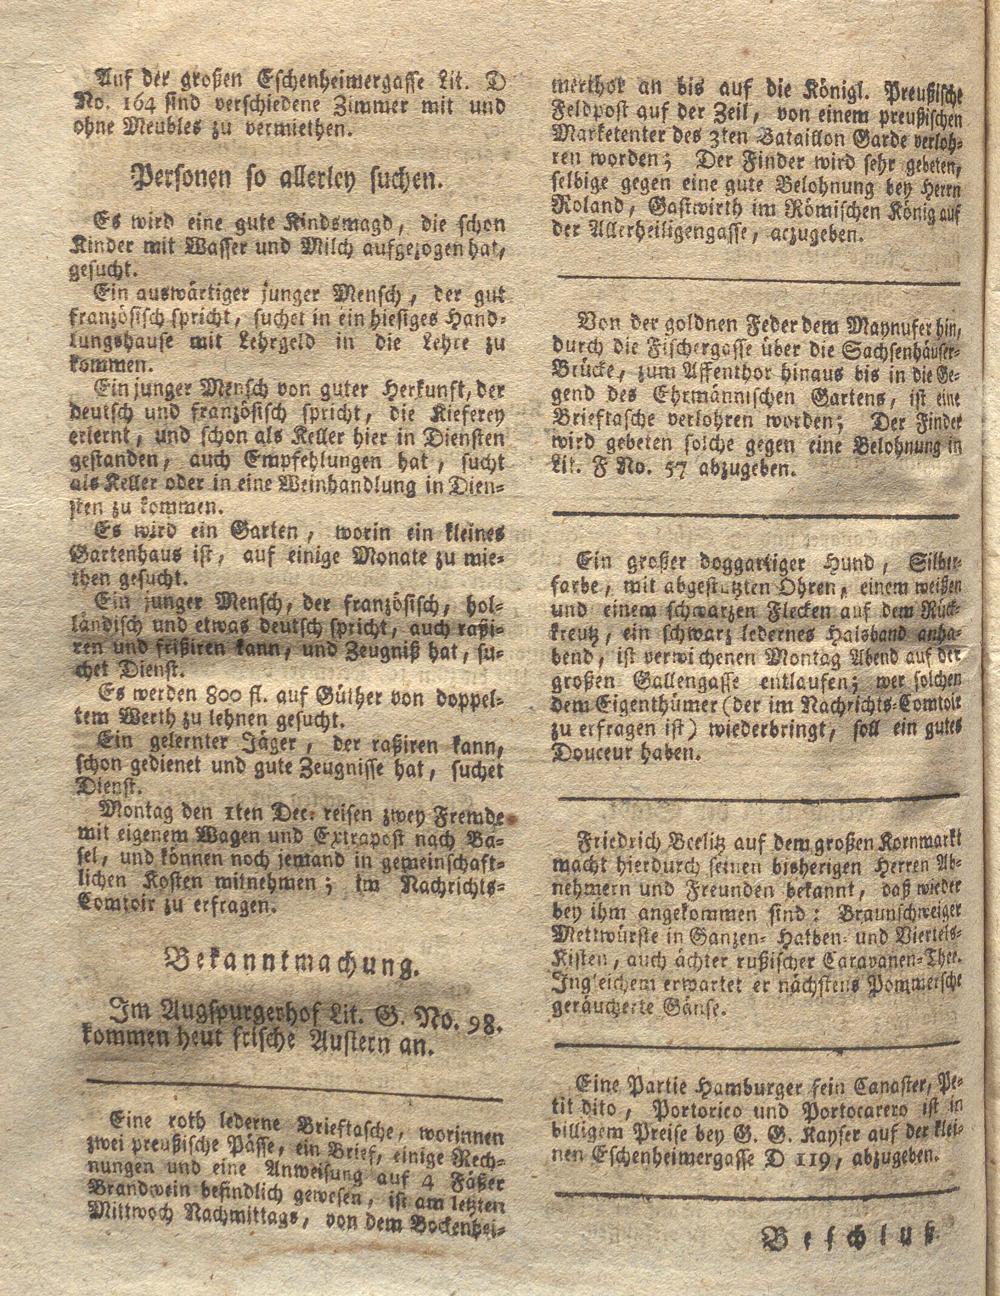 Auf der großen Eschenheimergasse Lit. D
No. 164 sind verschiedene Zimmer mit und
ohne Meubles zu vermiethen.
Personen so allerley suchen.
Es wird eine gute Kindsmagd, die schon
Kinder mit Wasser und Milch aufgezogen hat,
gesucht.
Ein auswärtiger junger Mensch, der gut
französisch spricht, suchet in ein hiesiges Hand-
lungshause mit Lehrgeld in die Lehre zu
kommen.
Ein junger Mensch von guter Herkunft, der
deutsch und französisch spricht, die Kieferey
erlernt, und schon als Keller hier in Diensten
gestanden, auch Empfehlungen hat, sucht
als Keller oder in eine Weinhandlung in Dien-
sten zu kommen.
Es wird ein Garten, worin ein kleines
Gartenhaus ist, auf einige Monate zu mie-
then gesucht.
Ein junger Mensch, der französisch, hol-
ländisch und etwas deutsch spricht, auch raßi-
ren und frißiren kann, und Zeugniß hat, su-
chet Dienst.
Es werden 800 fl. auf Güther von doppel-
tem Werth zu lehnen gesucht.
Ein gelernter Jäger, der raßiren kann,
schon gedienet und gute Zeugnisse hat, suchet
Dienst.
Montag den 1ten Dec. reisen zwey Fremde
mit eigenem Wagen und Extrapost nach Ba-
sel, und können noch jemand in gemeinschaft-
lichen Kosten mitnehmen; im Nachrichts-
Comtoir zu erfragen.
Bekanntmachung.
Im Augspurgerhof Lit. G. No. 98.
kommen heut frische Austern an.
Eine roth lederne Brieftasche, worinnen
zwei preußische Pässe, ein Brief, einige Rech-
nungen und eine Anweisung auf 4 Fäßer
Brandwein befindlich gewesen, ist am letzten
Mittwoch Nachmittags, von dem Bockenhei-
merthor an bis auf die Königl. Preußische
Feldpost auf der Zeil, von einem preußischen
Marketenter des 3ten Bataillon Garde verloh-
ren worden; Der Finder wird sehr gebeten,
selbige gegen eine gute Belohnung bey Herrn
Roland, Gastwirth im Römischen König auf
der Allerheiligengasse, aczugeben.
Von der goldnen Feder dem Maynufer hin,
durch die Fischergasse über die Sachsenhäuser-
Brücke, zum Affenthor hinaus bis in die Ge-
gend des Ehrmännischen Gartens, ist eine
Brieftasche verlohren worden; Der Finder
wird gebeten solche gegen eine Belohnung in
Lit. F No. 57 abzugeben.
Ein großer doggartiger Hund, Silber-
farbe, mit abgestutzten Ohren, einem weißen
und einem schwarzen Flecken auf dem Rück-
kreutz, ein schwarz ledernes Halsband anha-
bend, ist verwichenen Montag Abend auf der
großen Gallengasse entlaufen; wer solchen
dem Eigenthümer (der im Nachrichts-Comtoir
zu erfragen ist) wiederbringt, soll ein gutes
Douceur haben.
Friedrich Beelitz auf dem großen Kornmarkt
macht hierdurch seinen bisherigen Herren Ab-
nehmern und Freunden bekannt, daß wieder
bey ihm angekommen sind: Braunschweiger
Mettwürste in Ganzen- Halben- und Viertels-
Kisten, auch ächter rußischer Caravanen-Thee.
Ingleichem erwartet er nächstens Pommersche
geräucherte Gänse.
Eine Partie Hamburger fein Canaster, Pe-
tit dito, Portorico und Portocarero ist in
billigem Preise bey G. G. Kayser auf der klei-
nen Eschenheimergasse D 119, abzugeben.
Beschluß